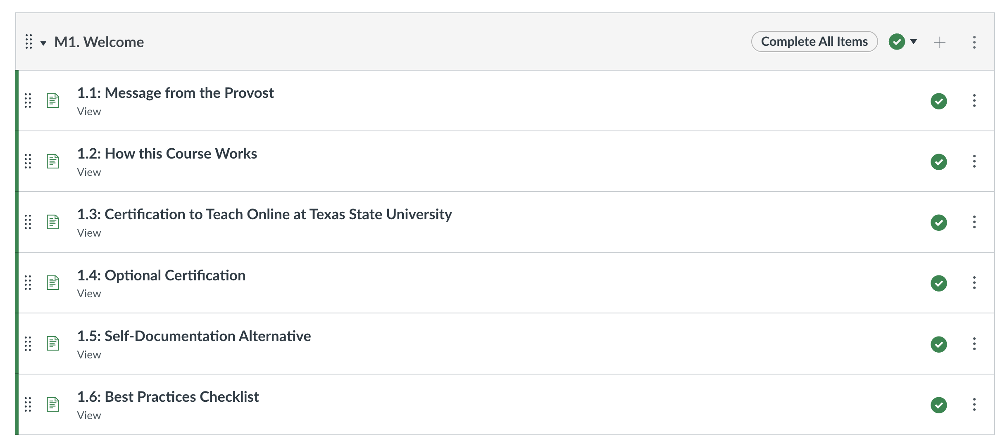 M1. Welcome
Complete All Items
1.1: Message from the Provost
View
1.2: How this Course Works
View
1.3: Certification to Teach Online at Texas State University
View
1.4: Optional Certification
View
1.5: Self-Documentation Alternative
View
1.6: Best Practices Checklist
View